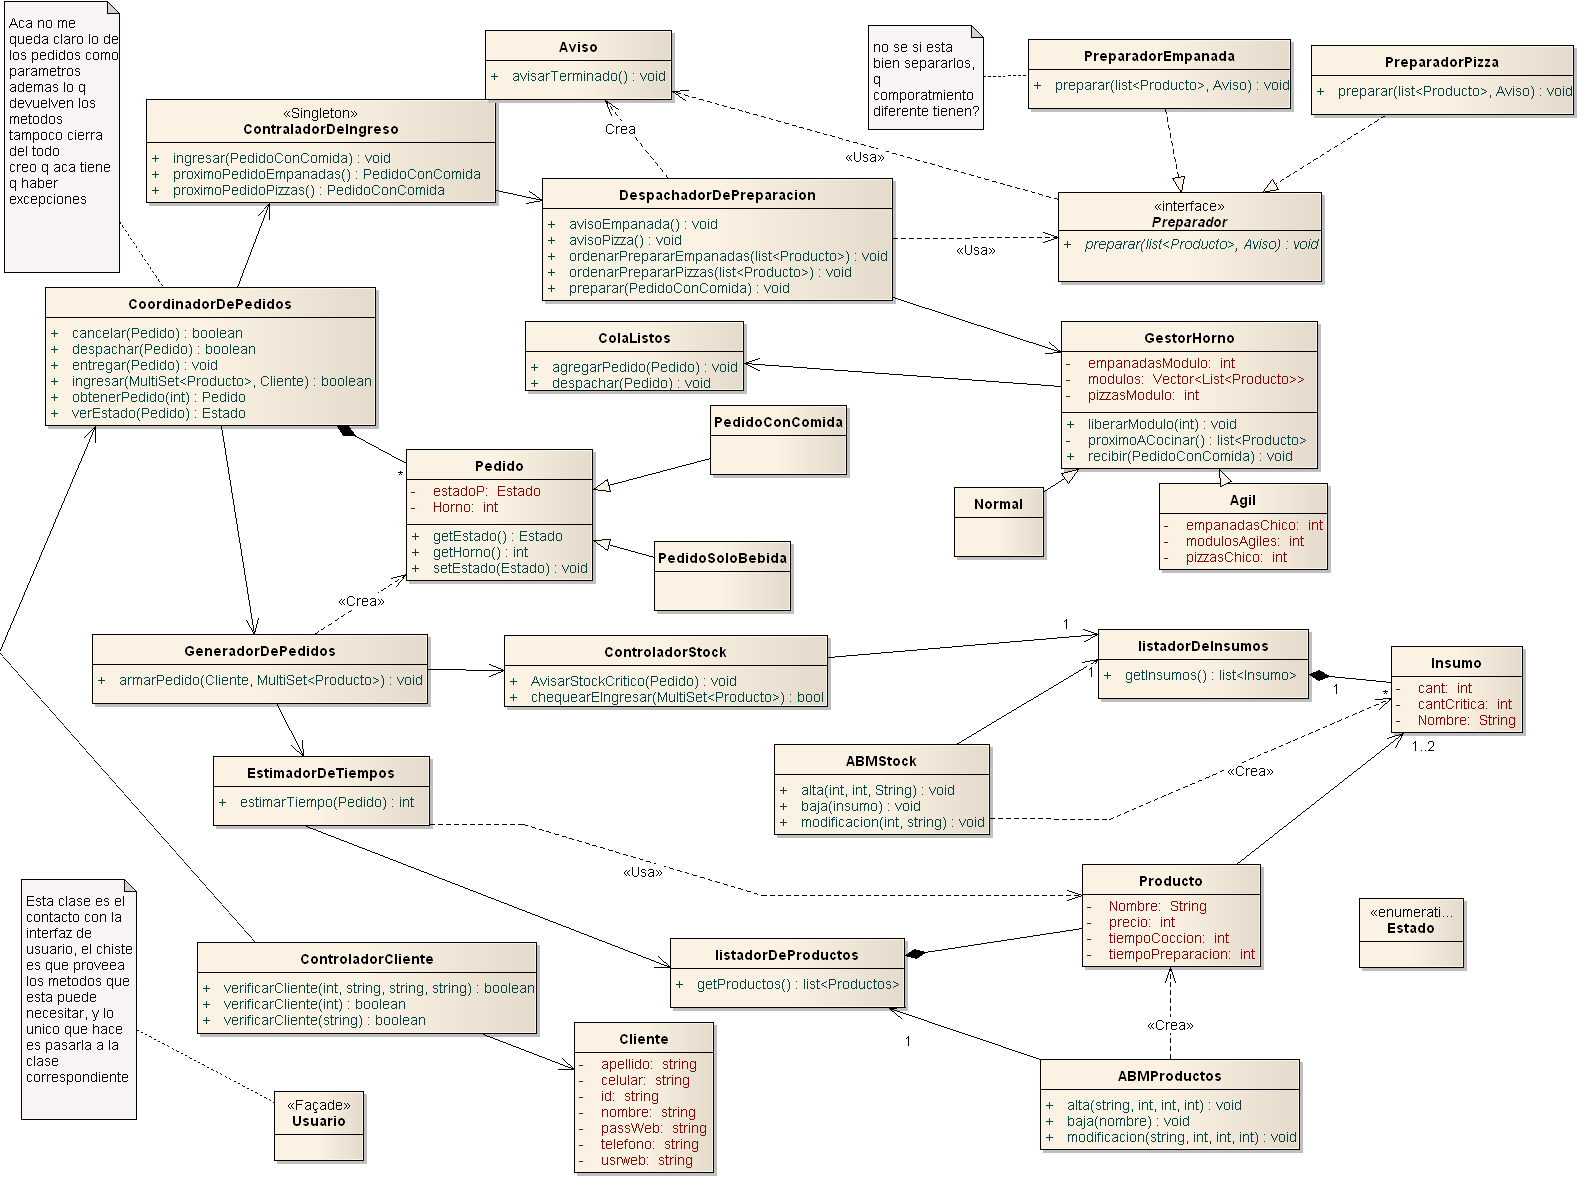 Aca no me
queda claro lo de
los pedidos como
parametros
ademas lo q
devuelven los
metodos
tampoco cierra
del todo
creo q aca tiene
q haber
excepciones
«Singleton»
ContraladorDeIngreso
+ ingresar(PedidoConComida) : void
+ proximoPedidoEmpanadas() : PedidoConComida
+ proximoPedidoPizzas() : PedidoConComida
Aviso
+ avisarTerminado() : void
Crea
«Usa»
no se si esta
bien separarlos,
q
comporatmiento
diferente tienen?
PreparadorEmpanada
+ preparar(list<Producto>, Aviso) : void
PreparadorPizza
+ preparar(list<Producto>, Aviso) : void
DespachadorDePreparacion
+ avisoEmpanada() : void
+ avisoPizza() : void
+ ordenarPrepararEmpanadas(list<Producto>) : void
+ ordenarPrepararPizzas(list<Producto>) : void
+ preparar(PedidoConComida) : void
«Usa»
«interface»
Preparador
+ preparar(list<Producto>, Aviso) : void
CoordinadorDePedidos
+ cancelar(Pedido) : boolean
+ despachar(Pedido) : boolean
+ entregar(Pedido) : void
+ ingresar(MultiSet<Producto>, Cliente) : boolean
+ obtenerPedido(int) : Pedido
+ verEstado(Pedido) : Estado
ColaListos
+ agregarPedido(Pedido) : void
+ despachar(Pedido) : void
GestorHorno
- empanadasModulo: int
- modulos: Vector<List<Producto>>
- pizzasModulo: int
+ liberarModulo(int) : void
- proximoACocinar() : list<Producto>
+ recibir(PedidoConComida) : void
PedidoConComida
*
Pedido
- estadoP: Estado
- Horno: int
+ getEstado() : Estado
+ getHorno() : int
+ setEstado(Estado) : void
Normal
Agil
- empanadasChico: int
- modulosAgiles: int
- pizzasChico: int
PedidoSoloBebida
«Crea»
GeneradorDePedidos
+ armarPedido(Cliente, MultiSet<Producto>) : void
ControladorStock
+ AvisarStockCritico(Pedido) : void
+ chequearEIngresar(MultiSet<Producto>) : bool
1
1
listadorDeInsumos
+ getInsumos() : list<Insumo>
1
*
Insumo
- cant: int
- cantCritica: int
- Nombre: String
1..2
EstimadorDeTiempos
+ estimarTiempo(Pedido) : int
ABMStock
+ alta(int, int, String) : void
+ baja(insumo) : void
+ modificacion(int, string) : void
«Crea»
«Usa»
Producto
- Nombre: String
- precio: int
- tiempoCoccion: int
- tiempoPreparacion: int
«enumerati...
Estado
Esta clase es el
contacto con la
interfaz de
usuario, el chiste
es que proveea
los metodos que
esta puede
necesitar, y lo
unico que hace
es pasarla a la
clase
correspondiente
ControladorCliente
+ verificarCliente(int, string, string, string) : boolean
+ verificarCliente(int) : boolean
+ verificarCliente(string) : boolean
listadorDeProductos
+ getProductos() : list<Productos>
«Crea»
1
Cliente
- apellido: string
- celular: string
- id: string
- nombre: string
- passWeb: string
- telefono: string
- usrweb: string
ABMProductos
+ alta(string, int, int, int) : void
+ baja(nombre) : void
+ modificacion(string, int, int, int) : void
«Façade»
Usuario